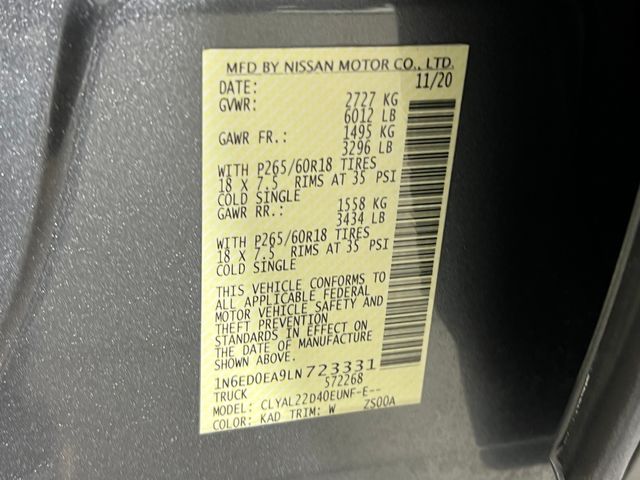 MFD BY NISSAN MOTOR CO., LTD.
DATE: 11/20
GVWR: 2727 KG
6012 LB
GAWR FR.: 1495 KG
3296 LB
WITH P265/60R18 TIRES
18 X 7.5 RIMS AT 35 PSI
COLD SINGLE
GAWR RR.: 1558 KG
3434 LB
WITH P265/60R18 TIRES
18 X 7.5 RIMS AT 35 PSI
COLD SINGLE
THIS VEHICLE CONFORMS TO
ALL APPLICABLE FEDERAL
MOTOR VEHICLE SAFETY AND
THEFT PREVENTION
STANDARDS IN EFFECT ON
THE DATE OF MANUFACTURE
SHOWN ABOVE.
1N6ED0EA9LN723331
TRUCK 572268
MODEL: CLYAL22D40EUNF-E--
COLOR: KAD TRIM: W ZS00A